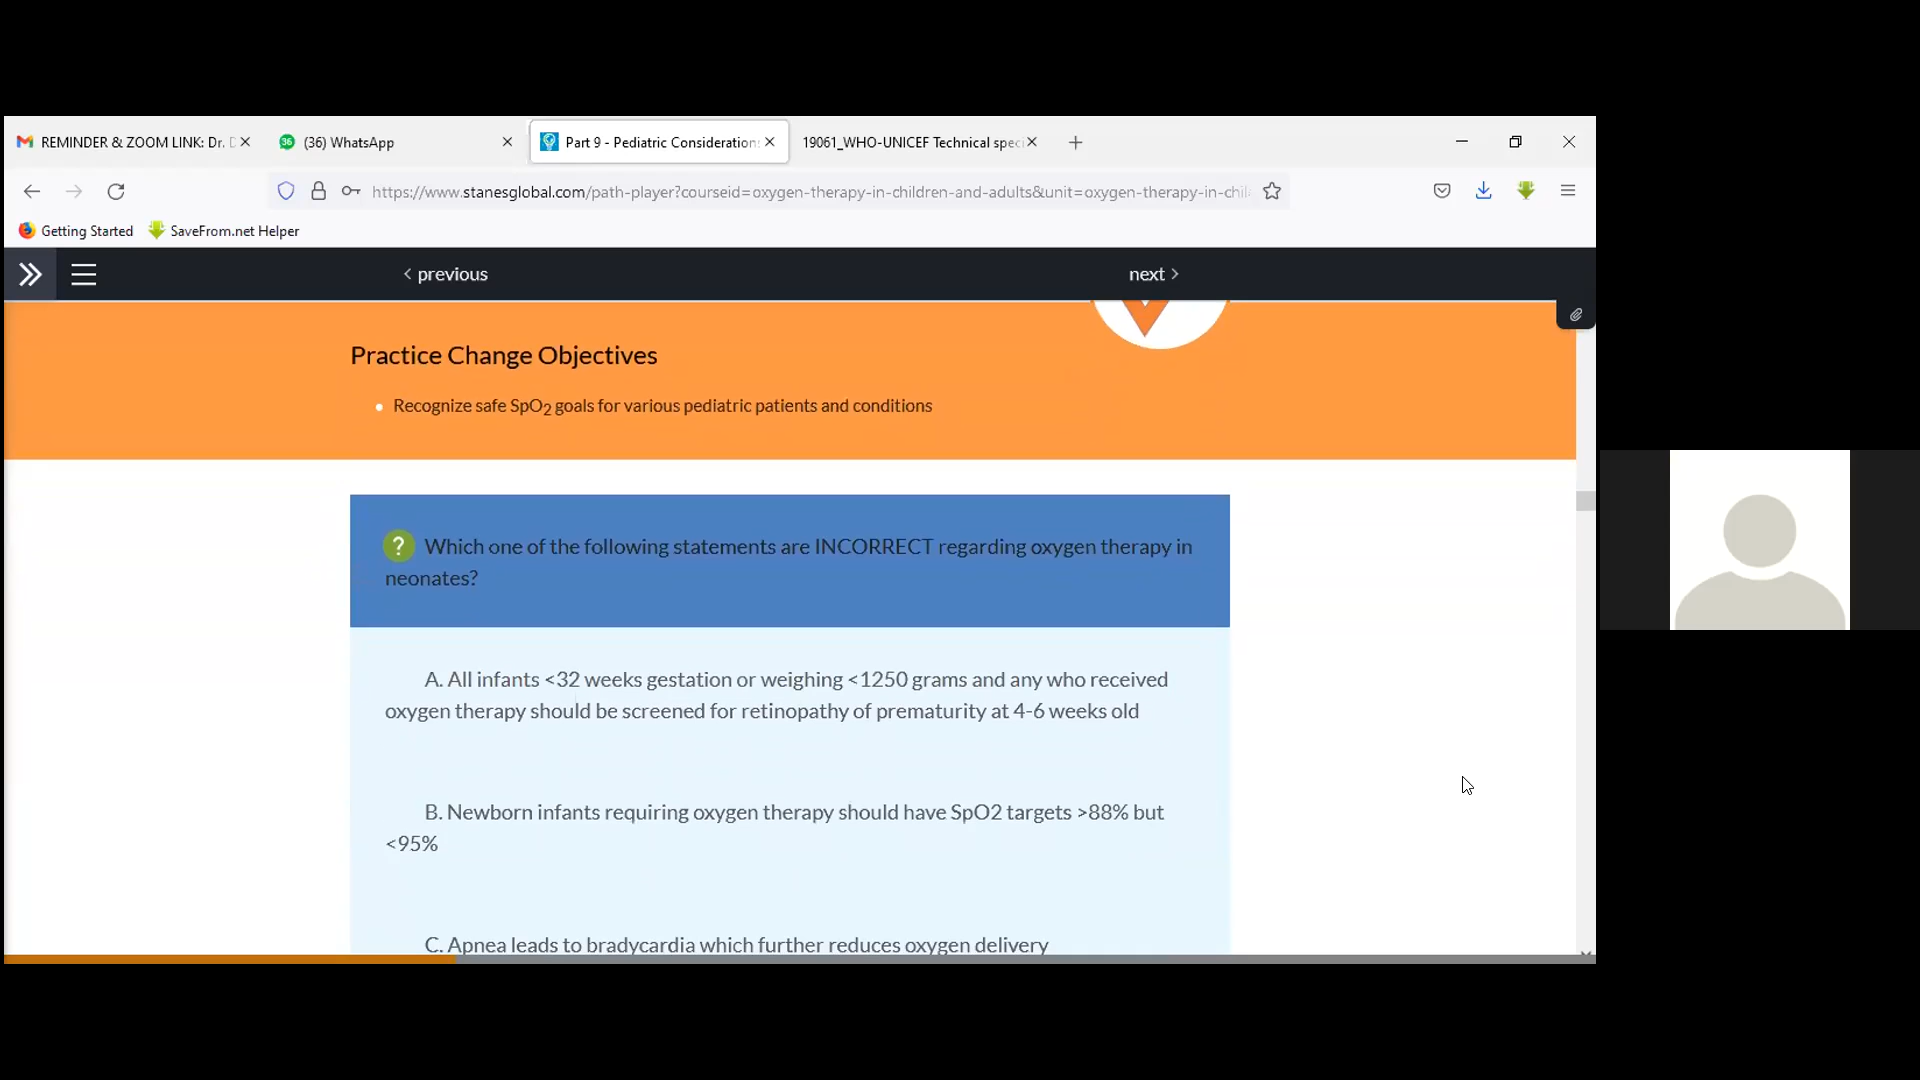 REMINDER & ZOOM LINK: Dr. D
36 (36) WhatsApp
Part 9 - Pediatric Consideration
19061_WHO-UNICEF Technical spec
https://www.stanesglobal.com/path-player?courseid=oxygen-therapy-in-children-and-adults&unit=oxygen-therapy-in-chil
Getting Started
SaveFrom.net Helper
< previous
next >
Practice Change Objectives
• Recognize safe SpO2 goals for various pediatric patients and conditions
? Which one of the following statements are INCORRECT regarding oxygen therapy in
neonates?
A. All infants <32 weeks gestation or weighing <1250 grams and any who received
oxygen therapy should be screened for retinopathy of prematurity at 4-6 weeks old
B. Newborn infants requiring oxygen therapy should have SpO2 targets >88% but
<95%
C. Apnea leads to bradycardia which further reduces oxygen delivery